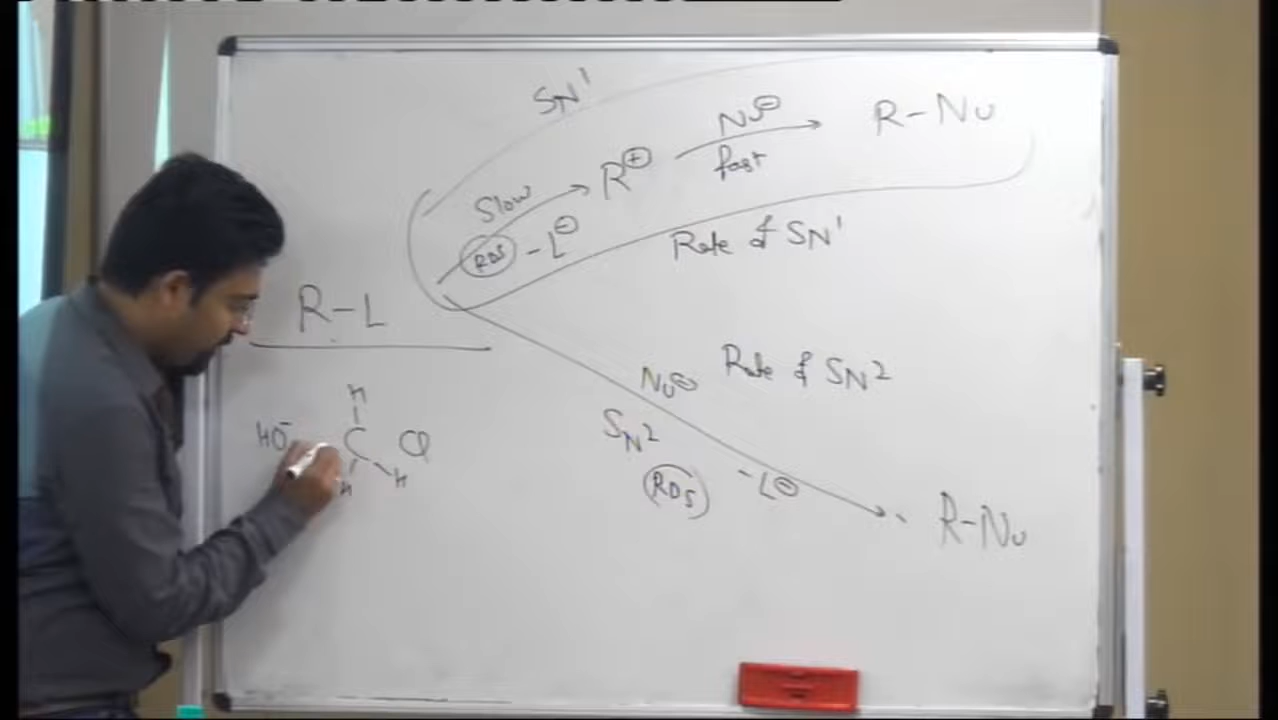 SN1
Slow R⊕ Nu⊖ fast R-Nu
RDS -L⊖
Rate of SN1
R-L
Nu⊖ Rate of SN2
SN2
RDS -L⊖
R-Nu
H
HO⁻ C Cl
H H